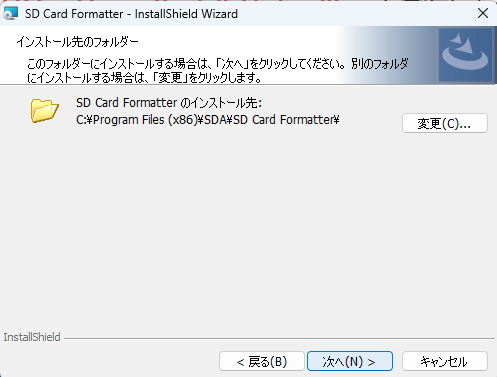 SD Card Formatter - InstallShield Wizard
インストール先のフォルダー
このフォルダーにインストールする場合は、「次へ」をクリックしてください。別のフォルダ
にインストールする場合は、「変更」をクリックします。
SD Card Formatter のインストール先:
C:¥Program Files (x86)¥SDA¥SD Card Formatter¥
変更(C)...
InstallShield
< 戻る(B)
次へ(N) >
キャンセル